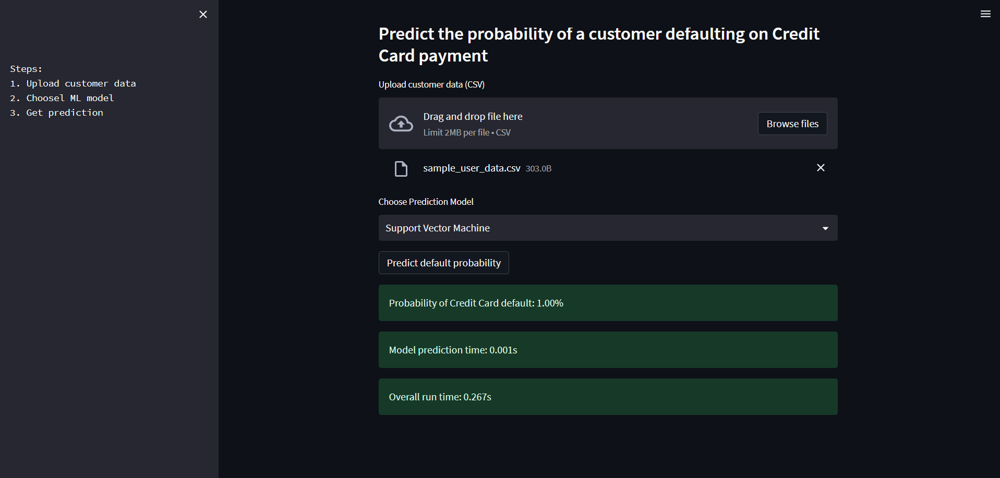 Steps:
1. Upload customer data
2. Choosel ML model
3. Get prediction
Predict the probability of a customer defaulting on Credit
Card payment
Upload customer data (CSV)
Drag and drop file here
Limit 2MB per file • CSV
Browse files
sample_user_data.csv 303.0B
Choose Prediction Model
Support Vector Machine
Predict default probability
Probability of Credit Card default: 1.00%
Model prediction time: 0.001s
Overall run time: 0.267s